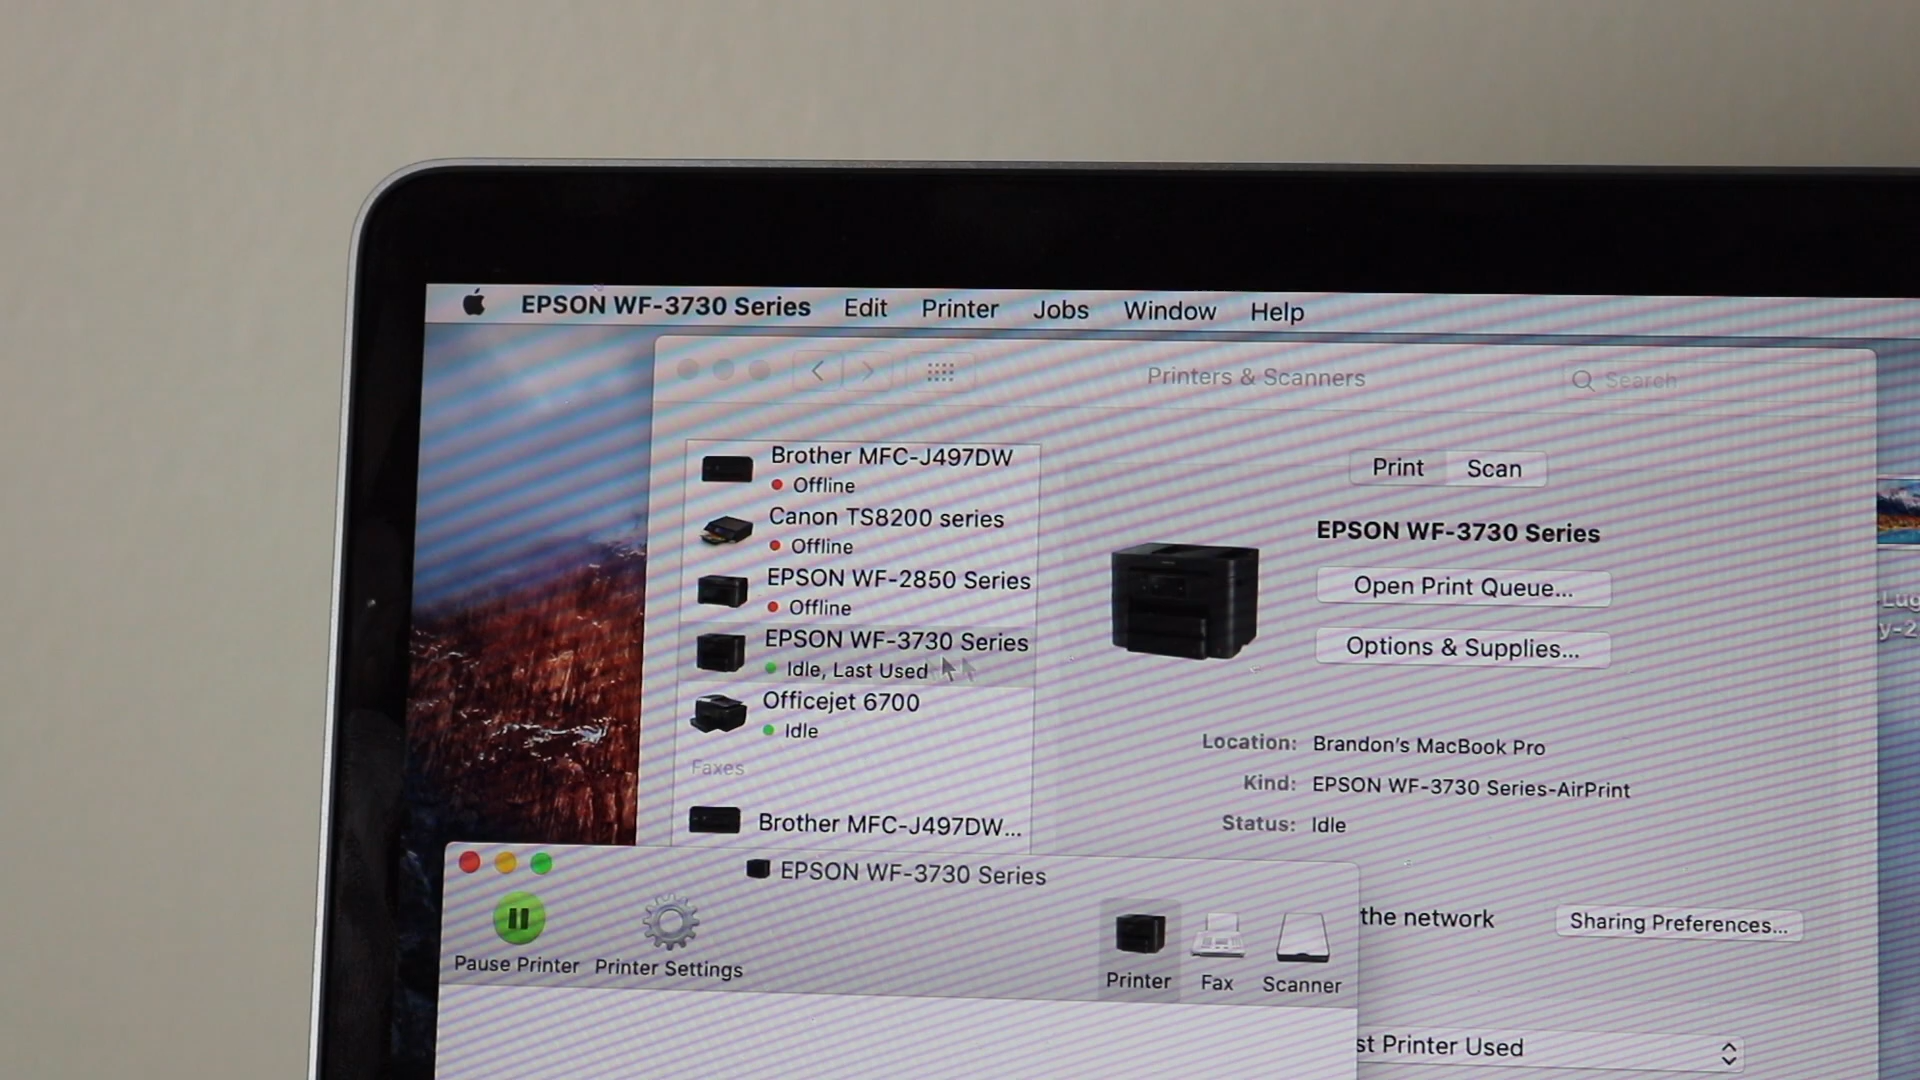 EPSON WF-3730 Series Edit Printer Jobs Window Help
Printers & Scanners
Search
Brother MFC-J497DW
Offline
Canon TS8200 series
Offline
EPSON WF-2850 Series
Offline
EPSON WF-3730 Series
Idle, Last Used
Officejet 6700
Idle
Faxes
Brother MFC-J497DW...
Print Scan
EPSON WF-3730 Series
Open Print Queue...
Options & Supplies...
Location: Brandon's MacBook Pro
Kind: EPSON WF-3730 Series-AirPrint
Status: Idle
the network
Sharing Preferences...
st Printer Used
EPSON WF-3730 Series
Pause Printer Printer Settings
Printer Fax Scanner